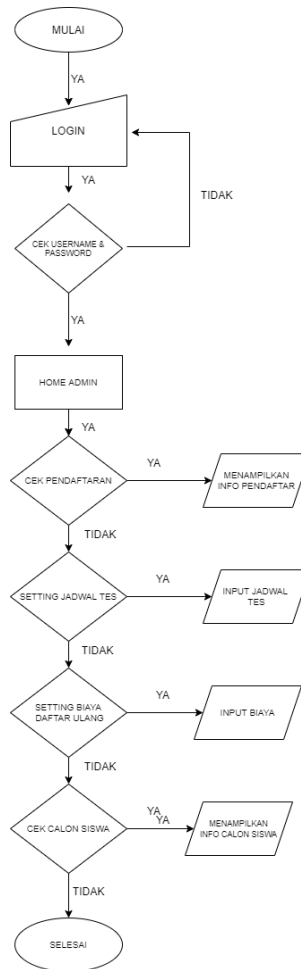 MULAI
YA
LOGIN
YA
TIDAK
CEK USERNAME &
PASSWORD
YA
HOME ADMIN
YA
CEK PENDAFTARAN
YA
MENAMPILKAN
INFO PENDAFTAR
TIDAK
SETTING JADWAL TES
YA
INPUT JADWAL
TES
TIDAK
SETTING BIAYA
DAFTAR ULANG
YA
INPUT BIAYA
TIDAK
CEK CALON SISWA
YA
YA
MENAMPILKAN
INFO CALON SISWA
TIDAK
SELESAI